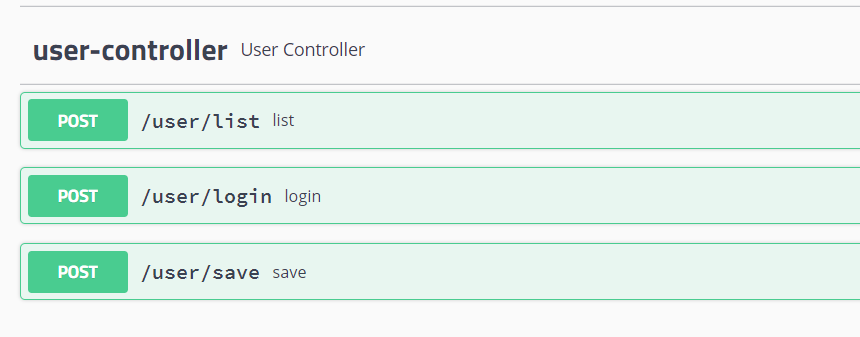 user-controller User Controller
POST /user/list list
POST /user/login login
POST /user/save save